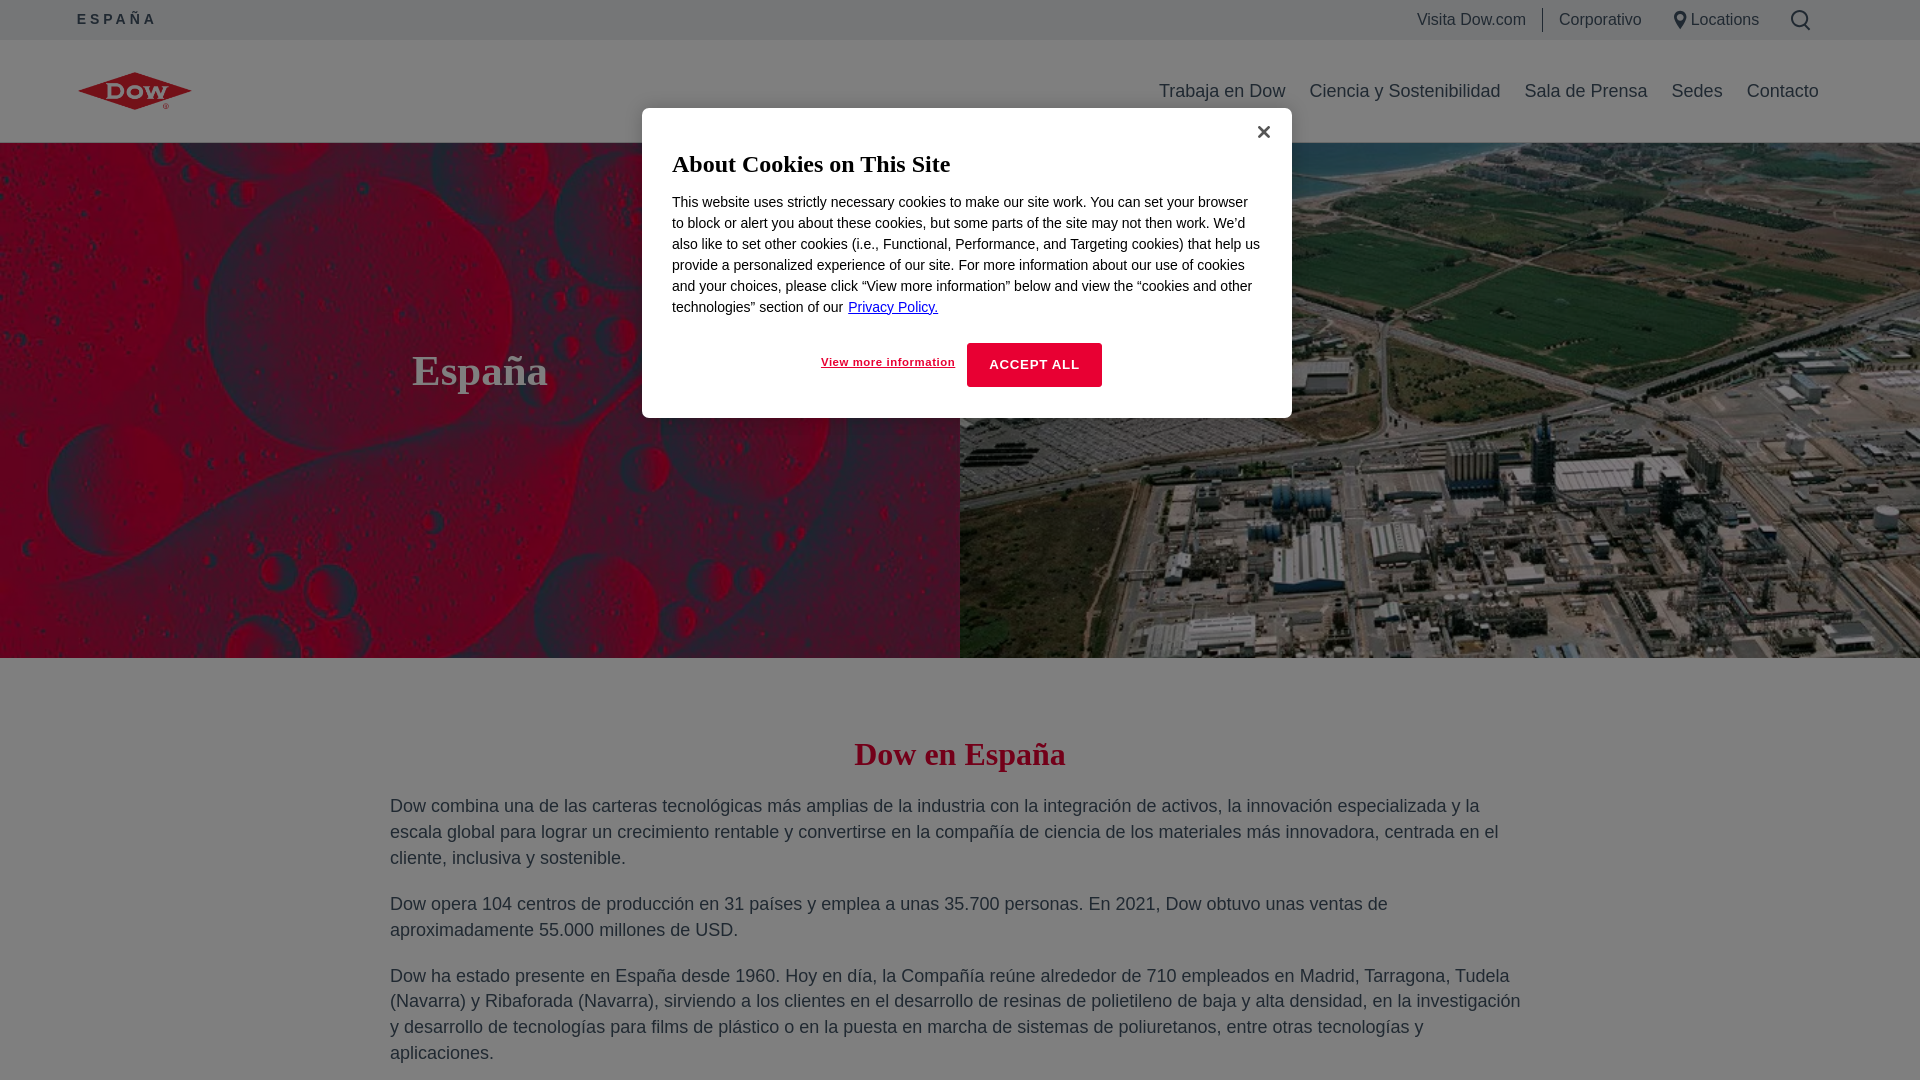 ESPAÑA
Visita Dow.com
Corporativo
Locations
Dow
®
Trabaja en Dow
Ciencia y Sostenibilidad
Sala de Prensa
Sedes
Contacto
About Cookies on This Site
This website uses strictly necessary cookies to make our site work. You can set your browser
to block or alert you about these cookies, but some parts of the site may not then work. We’d
also like to set other cookies (i.e., Functional, Performance, and Targeting cookies) that help us
provide a personalized experience of our site. For more information about our use of cookies
and your choices, please click “View more information” below and view the “cookies and other
technologies” section of our Privacy Policy.
View more information
ACCEPT ALL
España
Dow en España
Dow combina una de las carteras tecnológicas más amplias de la industria con la integración de activos, la innovación especializada y la
escala global para lograr un crecimiento rentable y convertirse en la compañía de ciencia de los materiales más innovadora, centrada en el
cliente, inclusiva y sostenible.
Dow opera 104 centros de producción en 31 países y emplea a unas 35.700 personas. En 2021, Dow obtuvo unas ventas de
aproximadamente 55.000 millones de USD.
Dow ha estado presente en España desde 1960. Hoy en día, la Compañía reúne alrededor de 710 empleados en Madrid, Tarragona, Tudela
(Navarra) y Ribaforada (Navarra), sirviendo a los clientes en el desarrollo de resinas de polietileno de baja y alta densidad, en la investigación
y desarrollo de tecnologías para films de plástico o en la puesta en marcha de sistemas de poliuretanos, entre otras tecnologías y
aplicaciones.